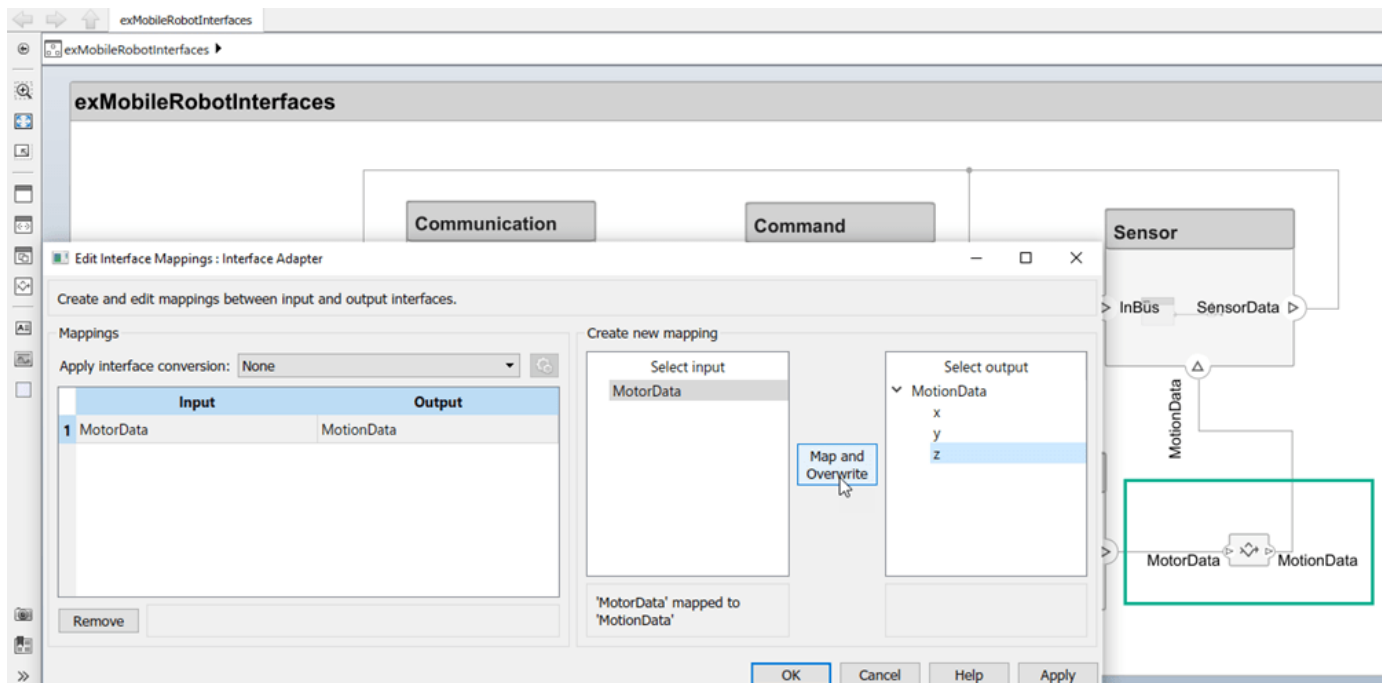 exMobileRobotInterfaces
exMobileRobotInterfaces
exMobileRobotInterfaces
Communication
Command
Sensor
InBus
SensorData
MotionData
MotorData
MotionData
Edit Interface Mappings : Interface Adapter
Create and edit mappings between input and output interfaces.
Mappings
Apply interface conversion: None
Input Output
1 MotorData MotionData
Remove
Create new mapping
Select input
MotorData
Map and
Overwrite
Select output
MotionData
x
y
z
'MotorData' mapped to
'MotionData'
OK Cancel Help Apply